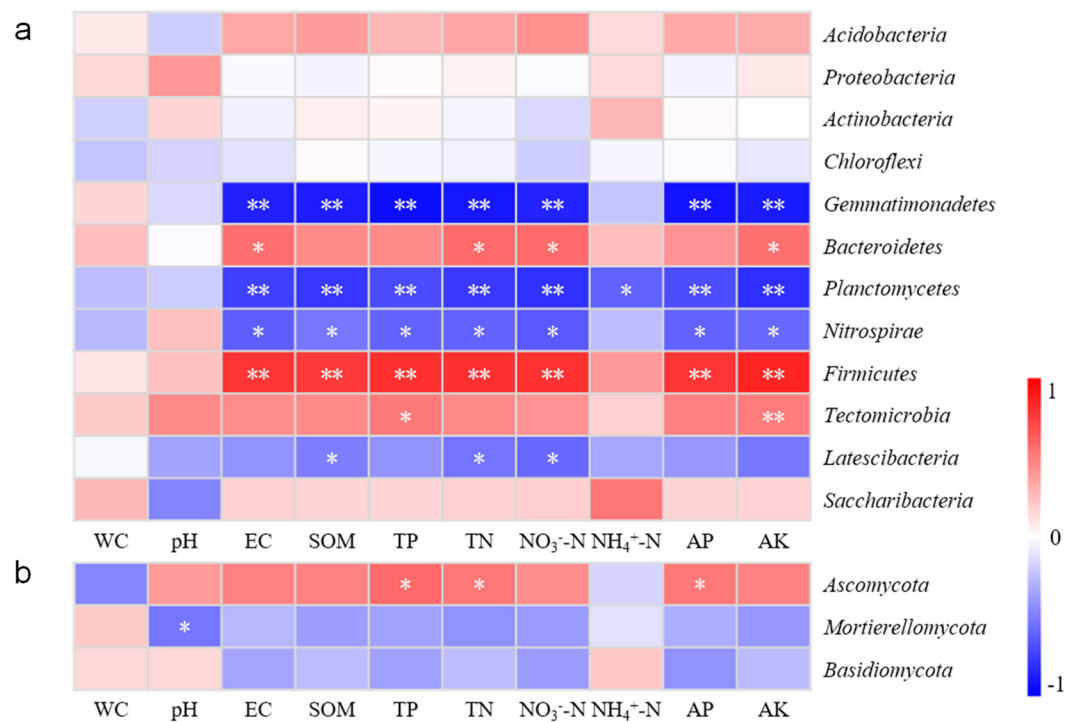 a
Acidobacteria
Proteobacteria
Actinobacteria
Chloroflexi
** ** ** ** ** ** ** Gemmatimonadetes
* * * * Bacteroidetes
** ** ** ** ** * ** ** Planctomycetes
* * * * * * * Nitrospirae
** ** ** ** ** ** ** Firmicutes
* ** Tectomicrobia
* * * Latescibacteria
Saccharibacteria
WC pH EC SOM TP TN NO₃⁻-N NH₄⁺-N AP AK
b
* * * Ascomycota
* Mortierellomycota
Basidiomycota
WC pH EC SOM TP TN NO₃⁻-N NH₄⁺-N AP AK
1
0
-1